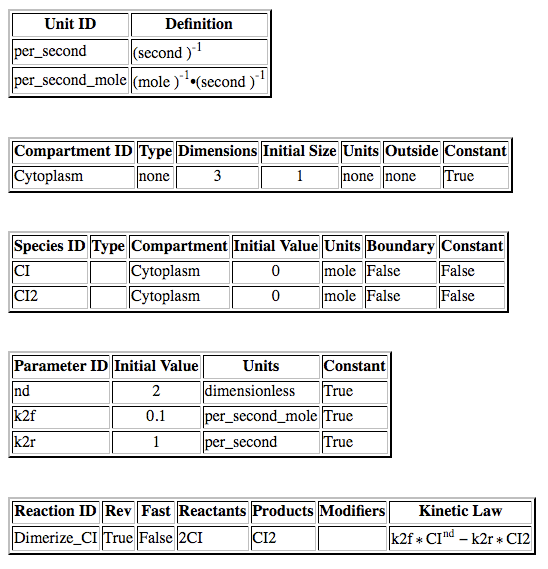 Unit ID Definition
per_second (second )⁻¹
per_second_mole (mole )⁻¹•(second )⁻¹
Compartment ID Type Dimensions Initial Size Units Outside Constant
Cytoplasm none 3 1 none none True
Species ID Type Compartment Initial Value Units Boundary Constant
CI Cytoplasm 0 mole False False
CI2 Cytoplasm 0 mole False False
Parameter ID Initial Value Units Constant
nd 2 dimensionless True
k2f 0.1 per_second_mole True
k2r 1 per_second True
Reaction ID Rev Fast Reactants Products Modifiers Kinetic Law
Dimerize_CI True False 2CI CI2 k2f ∗ CIⁿᵈ − k2r ∗ CI2